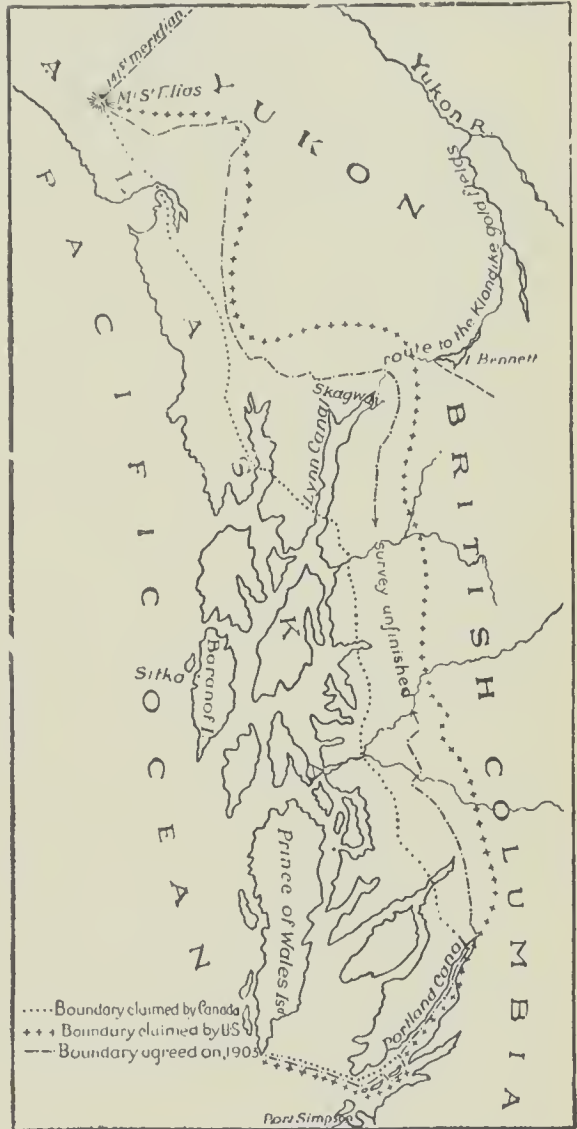 141st meridian
Mt St Elias
YUKON
Yukon R.
route to the Klondike gold fields
L Bennett
ALASKA
PACIFIC OCEAN
BRITISH COLUMBIA
Skagwai
Lynn Canal
Survey unfinished
Sitka
Baranof I.
Prince of Wales Isd
Portland Canal
Port Simpson
Boundary claimed by Canada
Boundary claimed by US
Boundary agreed on, 1903